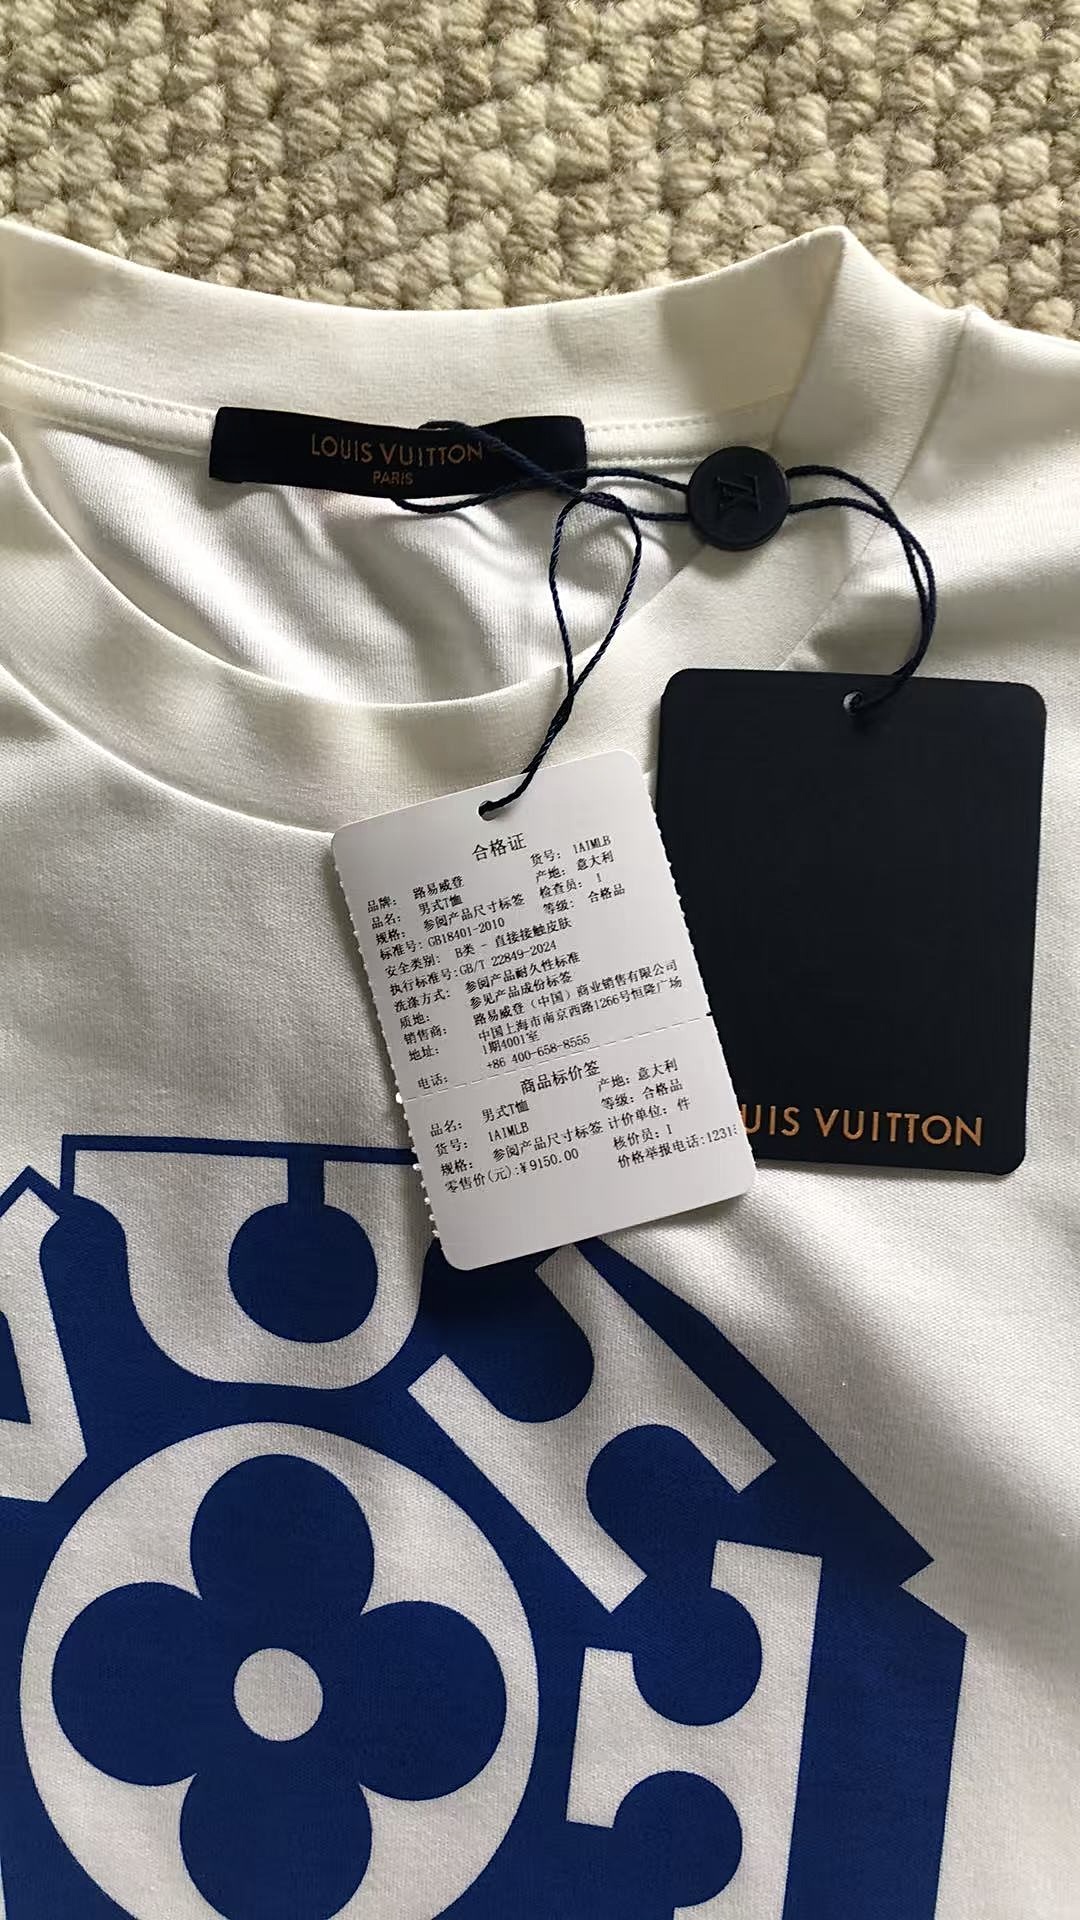 LOUIS VUITTON
PARIS
合格证
货号: 1AIMLB
品牌: 路易威登
产地: 意大利
品名: 男式T恤
检查员: 1
规格: 参阅产品尺寸标签
等级: 合格品
标准号: GB18401-2010
安全类别: B类 - 直接接触皮肤
执行标准号:GB/T 22849-2024
洗涤方式: 参阅产品耐久性标准
质地: 参见产品成份标签
销售商: 路易威登（中国）商业销售有限公司
地址: 中国上海市南京西路1266号恒隆广场
1期4001室
电话: +86 400-658-8555
商品标价签
品名: 男式T恤
产地: 意大利
货号: 1AIMLB
等级: 合格品
规格: 参阅产品尺寸标签 计价单位: 件
零售价(元):¥9150.00
核价员: 1
价格举报电话:1231
UIS VUITTON